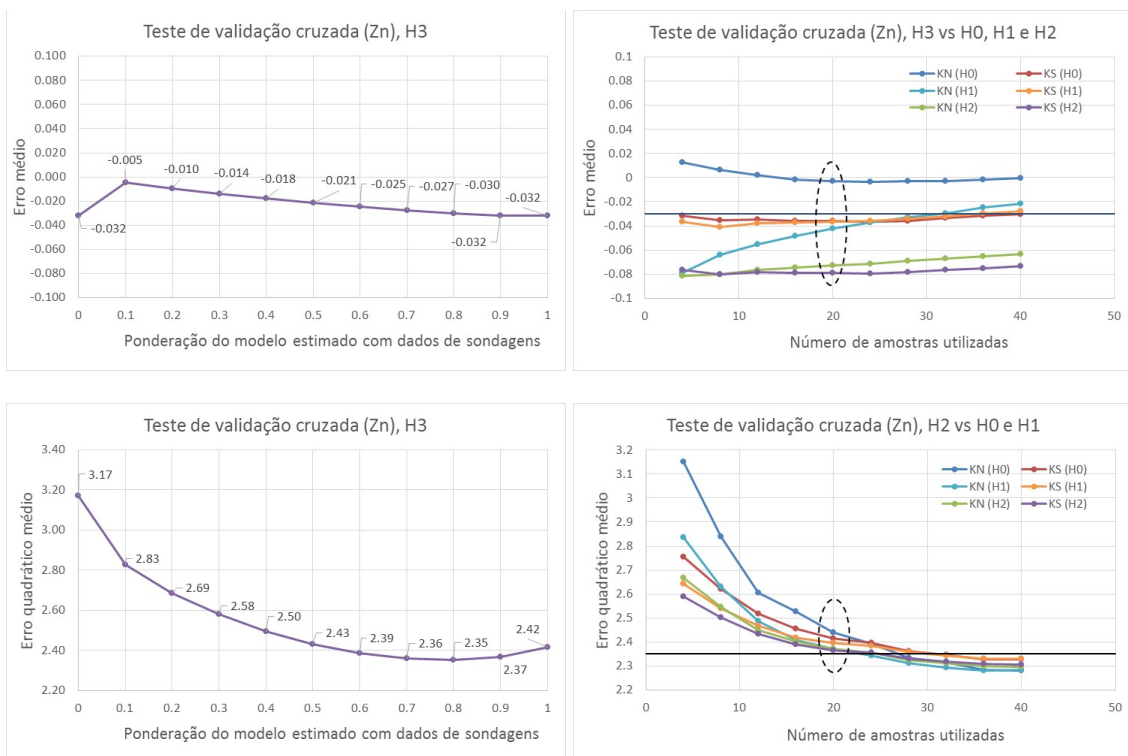 Teste de validação cruzada (Zn), H3
Erro médio
0.100
0.080
0.060
0.040
0.020
0.000
-0.020
-0.040
-0.060
-0.080
-0.100
-0.032
-0.005
-0.010
-0.014
-0.018
-0.021
-0.025
-0.027
-0.030
-0.032
-0.032
0 0.1 0.2 0.3 0.4 0.5 0.6 0.7 0.8 0.9 1
Ponderação do modelo estimado com dados de sondagens
Teste de validação cruzada (Zn), H3 vs H0, H1 e H2
Erro médio
0.1
0.08
0.06
0.04
0.02
0
-0.02
-0.04
-0.06
-0.08
-0.1
KN (H0) KS (H0)
KN (H1) KS (H1)
KN (H2) KS (H2)
0 10 20 30 40 50
Número de amostras utilizadas
Teste de validação cruzada (Zn), H3
Erro quadrático médio
3.40
3.20
3.00
2.80
2.60
2.40
2.20
3.17
2.83
2.69
2.58
2.50
2.43
2.39
2.36
2.35
2.37
2.42
0 0.1 0.2 0.3 0.4 0.5 0.6 0.7 0.8 0.9 1
Ponderação do modelo estimado com dados de sondagens
Teste de validação cruzada (Zn), H2 vs H0 e H1
Erro quadrático médio
3.2
3.1
3
2.9
2.8
2.7
2.6
2.5
2.4
2.3
2.2
KN (H0) KS (H0)
KN (H1) KS (H1)
KN (H2) KS (H2)
0 10 20 30 40 50
Número de amostras utilizadas